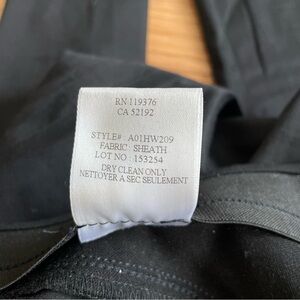 RN 119376
CA 52192
STYLE# A01HW209
FABRIC: SHEATH
LOT NO : 153254
DRY CLEAN ONLY
NETTOYER A SEC SEULEMENT